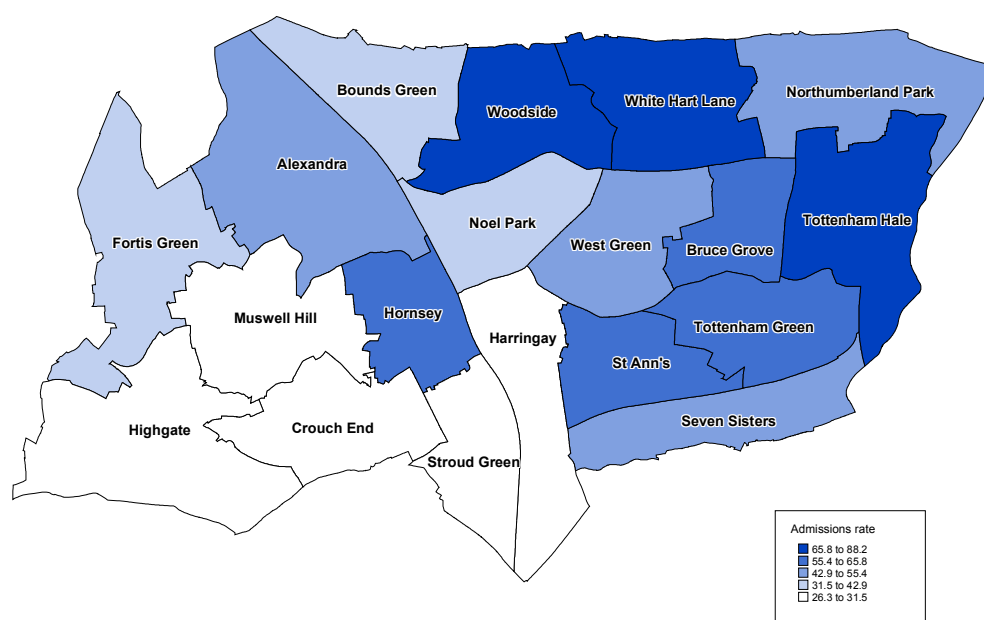 Bounds Green
Northumberland Park
White Hart Lane
Woodside
Alexandra
Tottenham Hale
Noel Park
Fortis Green
West Green
Bruce Grove
Hornsey
Muswell Hill
Tottenham Green
Harringay
St Ann's
Seven Sisters
Crouch End
Highgate
Stroud Green
Admissions rate
65.8 to 88.2
55.4 to 65.8
42.9 to 55.4
31.5 to 42.9
26.3 to 31.5